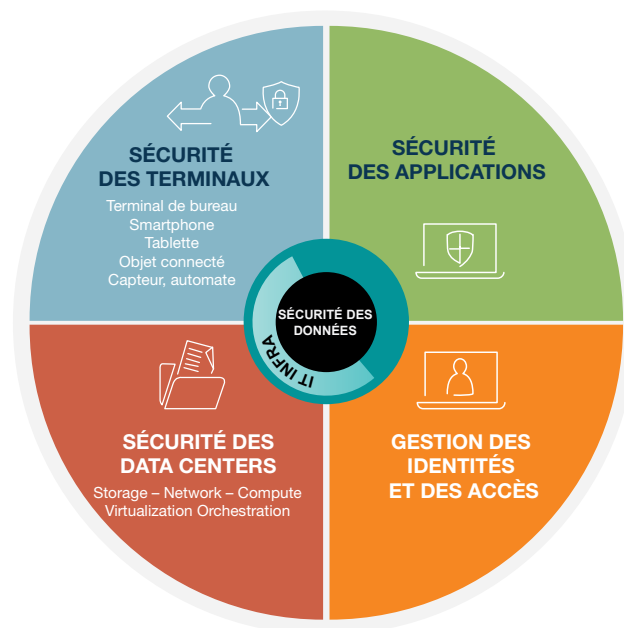 SÉCURITÉ
DES TERMINAUX
Terminal de bureau
Smartphone
Tablette
Objet connecté
Capteur, automate
SÉCURITÉ
DES APPLICATIONS
SÉCURITÉ DES
DONNÉES
IT INFRA
SÉCURITÉ DES
DATA CENTERS
Storage – Network – Compute
Virtualization Orchestration
GESTION DES
IDENTITÉS
ET DES ACCÈS